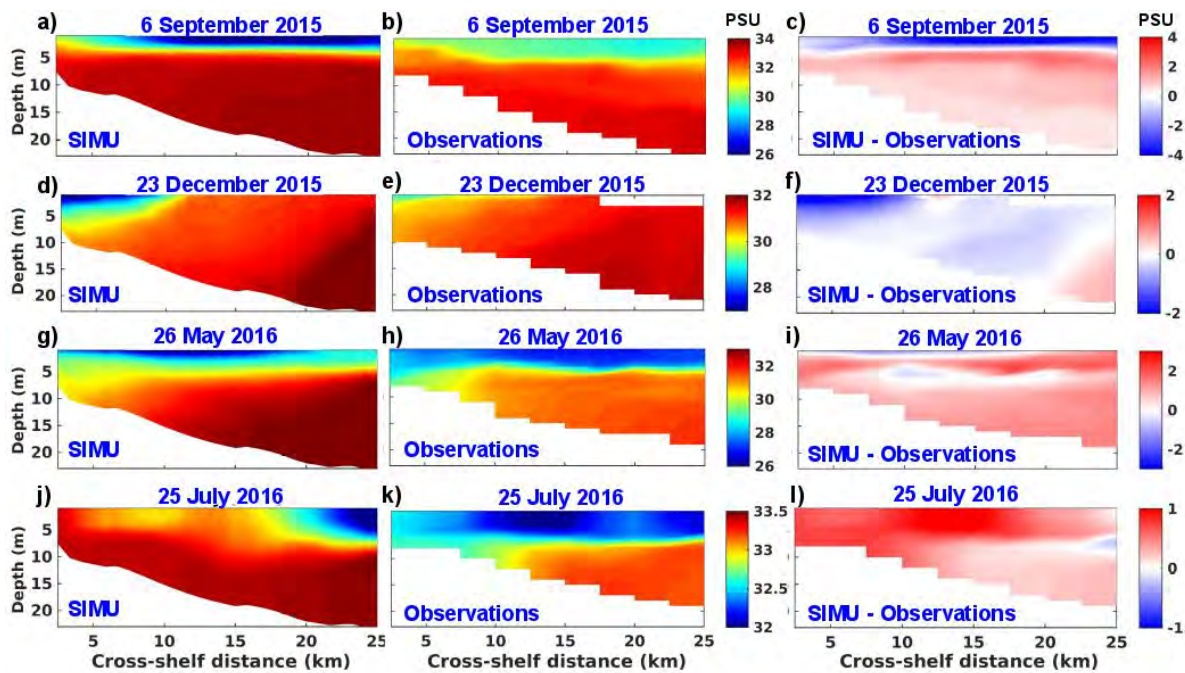 a) 6 September 2015 b) 6 September 2015 PSU c) 6 September 2015 PSU
Depth (m) 5 10 15 20 SIMU Observations 34 32 30 28 26 SIMU - Observations 4 2 0 -2 -4
d) 23 December 2015 e) 23 December 2015 f) 23 December 2015
Depth (m) 5 10 15 20 SIMU Observations 32 30 28 SIMU - Observations 2 0 -2
g) 26 May 2016 h) 26 May 2016 i) 26 May 2016
Depth (m) 5 10 15 20 SIMU Observations 32 30 28 26 SIMU - Observations 2 0 -2
j) 25 July 2016 k) 25 July 2016 l) 25 July 2016
Depth (m) 5 10 15 20 SIMU Observations 33.5 33 32.5 32 SIMU - Observations 1 0 -1
5 10 15 20 25 5 10 15 20 25 5 10 15 20 25
Cross-shelf distance (km) Cross-shelf distance (km) Cross-shelf distance (km)